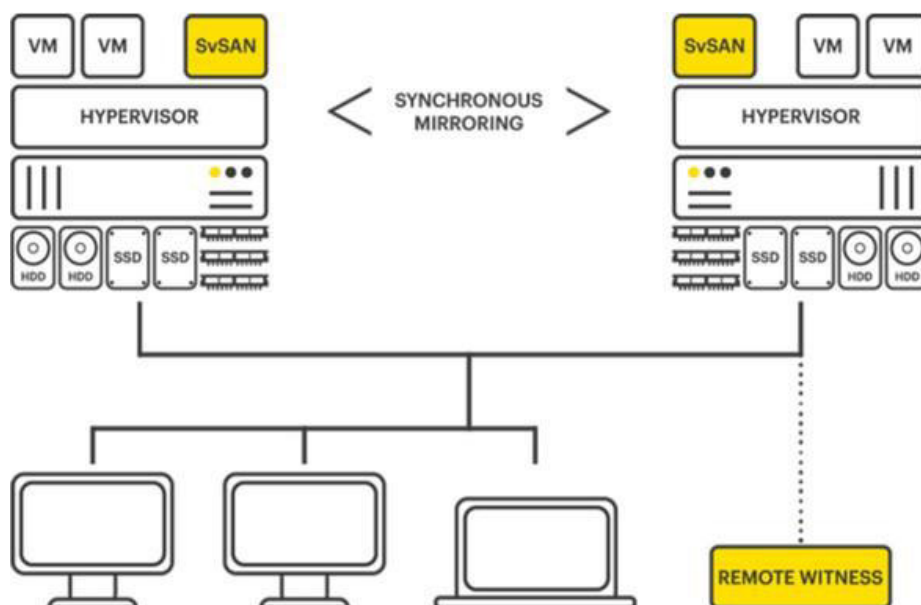 VM VM SvSAN
SvSAN VM VM
SYNCHRONOUS
MIRRORING
HYPERVISOR
HYPERVISOR
HDD HDD SSD SSD
SSD SSD HDD HDD
REMOTE WITNESS